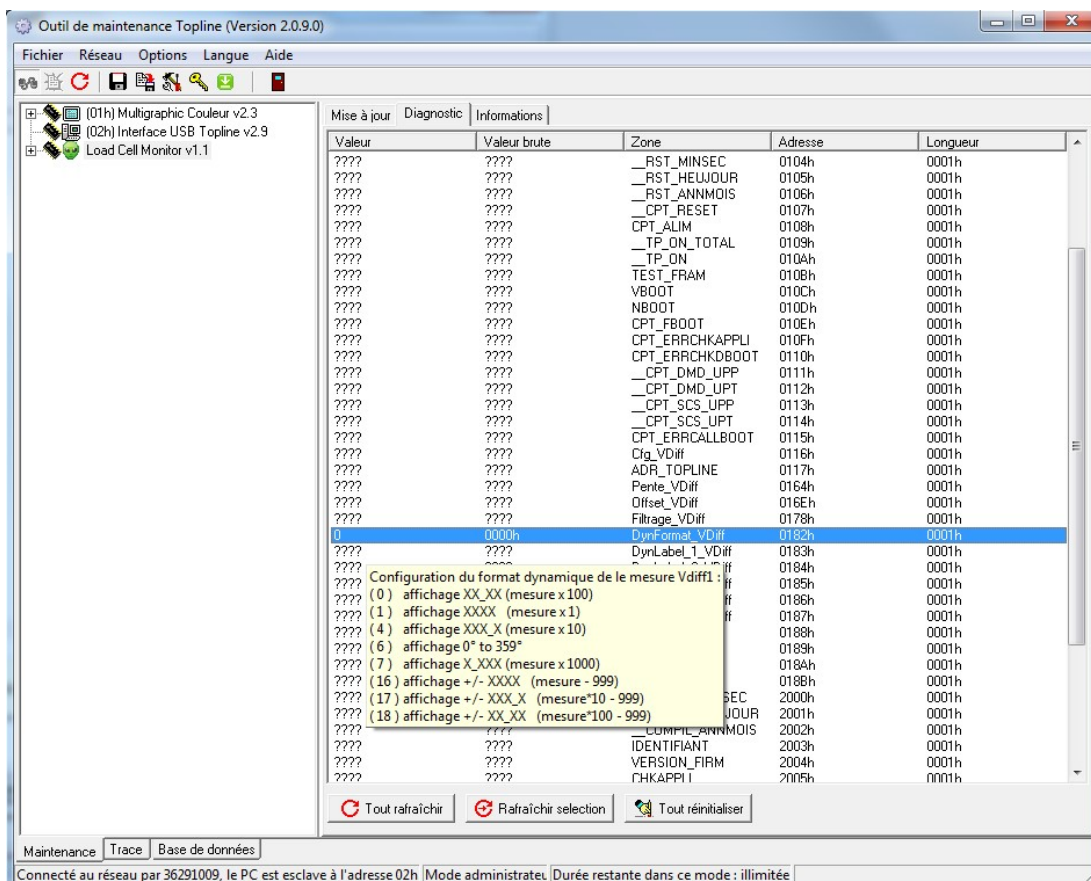 Outil de maintenance Topline (Version 2.0.9.0)
Fichier Réseau Options Langue Aide
(01h) Multigraphic Couleur v2.3
(02h) Interface USB Topline v2.9
Load Cell Monitor v1.1
Mise à jour Diagnostic Informations
Valeur Valeur brute Zone Adresse Longueur
???? ???? __RST_MINSEC 0104h 0001h
???? ???? __RST_HEUJOUR 0105h 0001h
???? ???? __RST_ANNMOIS 0106h 0001h
???? ???? __CPT_RESET 0107h 0001h
???? ???? CPT_ALIM 0108h 0001h
???? ???? __TP_ON_TOTAL 0109h 0001h
???? ???? __TP_ON 010Ah 0001h
???? ???? TEST_FRAM 010Bh 0001h
???? ???? VBOOT 010Ch 0001h
???? ???? NBOOT 010Dh 0001h
???? ???? CPT_FBOOT 010Eh 0001h
???? ???? CPT_ERRCHKAPPLI 010Fh 0001h
???? ???? CPT_ERRCHKDBOOT 0110h 0001h
???? ???? __CPT_DMD_UPP 0111h 0001h
???? ???? __CPT_DMD_UPT 0112h 0001h
???? ???? __CPT_SCS_UPP 0113h 0001h
???? ???? __CPT_SCS_UPT 0114h 0001h
???? ???? CPT_ERRCALLBOOT 0115h 0001h
???? ???? Cfg_VDiff 0116h 0001h
???? ???? ADR_TOPLINE 0117h 0001h
???? ???? Pente_VDiff 0164h 0001h
???? ???? Offset_VDiff 016Eh 0001h
???? ???? Filtrage_VDiff 0178h 0001h
0 0000h DynFormat_VDiff 0182h 0001h
???? ???? DynLabel_1_VDiff 0183h 0001h
???? 0184h 0001h
???? Configuration du format dynamique de le mesure Vdiff1 : 0185h 0001h
???? ( 0 ) affichage XX_XX (mesure x 100) 0186h 0001h
???? ( 1 ) affichage XXXX (mesure x 1) 0187h 0001h
???? ( 4 ) affichage XXX_X (mesure x 10) 0188h 0001h
???? ( 6 ) affichage 0° to 359° 0189h 0001h
???? ( 7 ) affichage X_XXX (mesure x 1000) 018Ah 0001h
???? ( 16 ) affichage +/- XXXX (mesure - 999) 018Bh 0001h
???? ( 17 ) affichage +/- XXX_X (mesure*10 - 999) SEC 2000h 0001h
???? ( 18 ) affichage +/- XX_XX (mesure*100 - 999) JOUR 2001h 0001h
???? ???? __COMPIL_ANNMOIS 2002h 0001h
???? ???? IDENTIFIANT 2003h 0001h
???? ???? VERSION_FIRM 2004h 0001h
???? ???? CHKAPPLI 2005h 0001h
Tout rafraîchir Rafraîchir selection Tout réinitialiser
Maintenance Trace Base de données
Connecté au réseau par 36291009, le PC est esclave à l'adresse 02h Mode administrateu Durée restante dans ce mode : illimitée